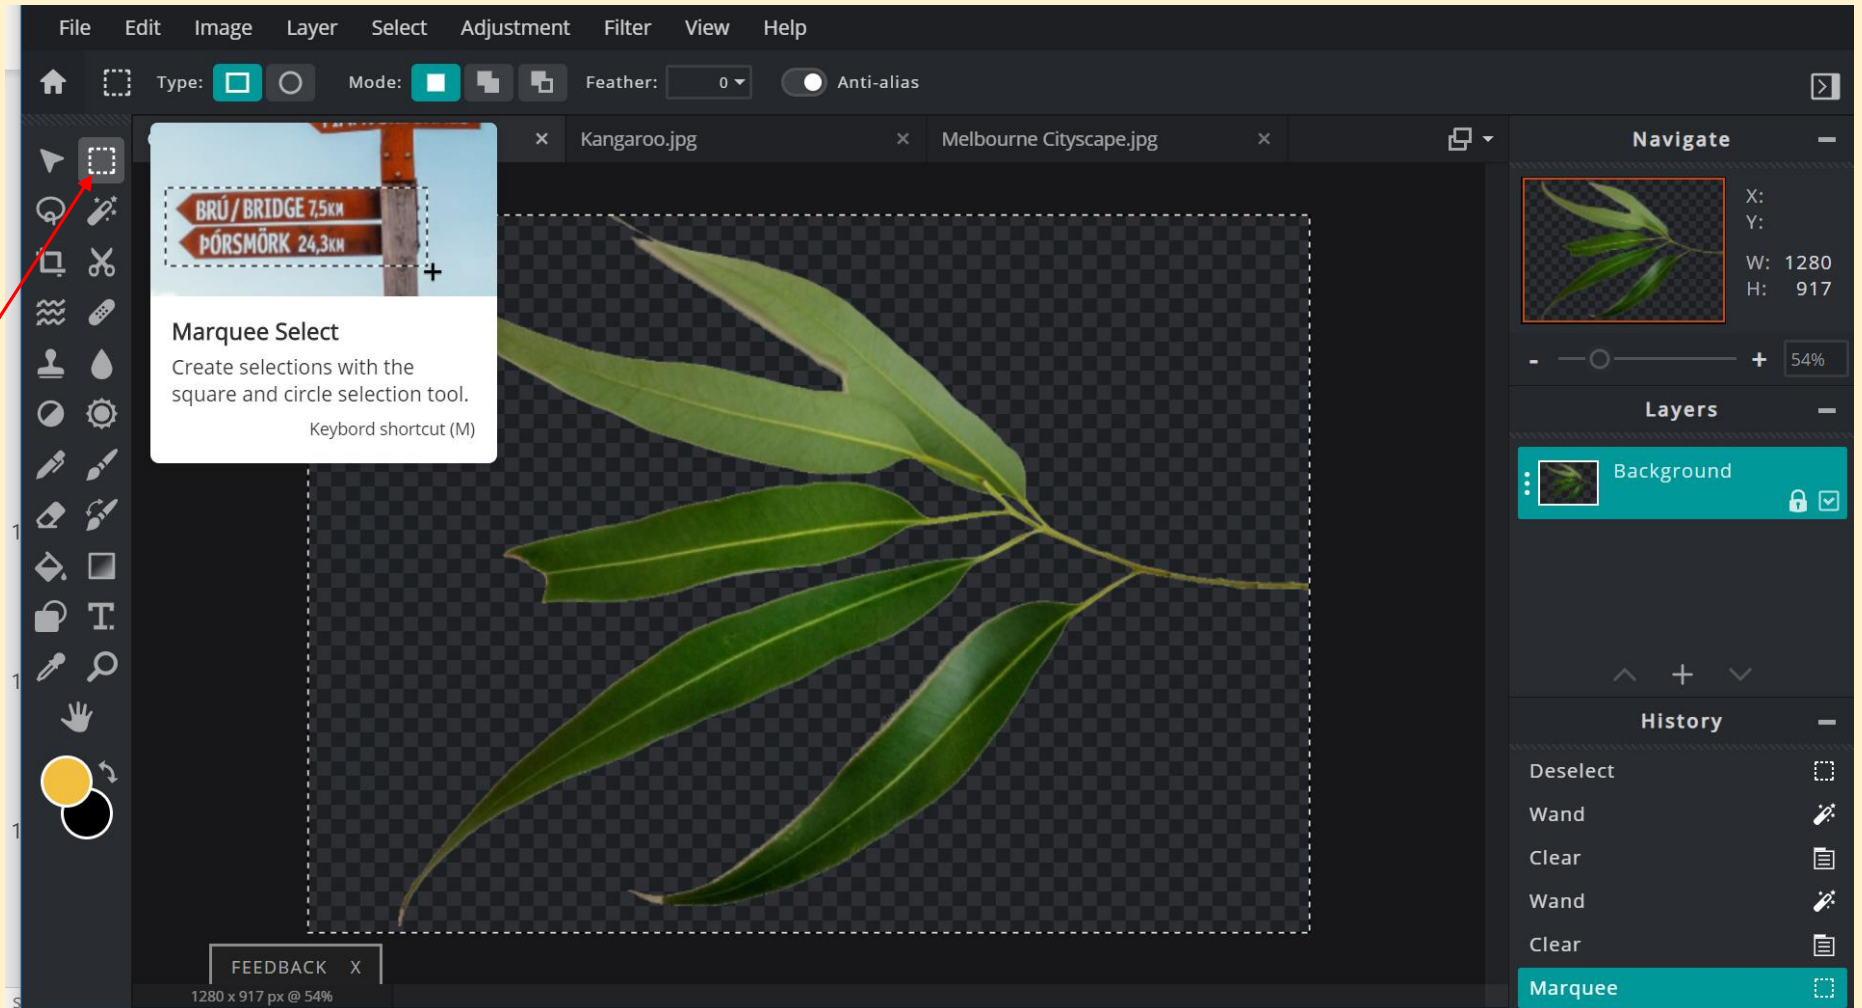 File Edit Image Layer Select Adjustment Filter View Help
Type: Mode: Feather: 0 Anti-alias
Kangaroo.jpg Melbourne Cityscape.jpg
BRÚ / BRIDGE 7,5KM
ÞÓRSMÖRK 24,3KM
Marquee Select
Create selections with the
square and circle selection tool.
Keybord shortcut (M)
Navigate
X:
Y:
W: 1280
H: 917
- + 54%
Layers
Background
History
Deselect
Wand
Clear
Wand
Clear
Marquee
FEEDBACK X
1280 x 917 px @ 54%
1
1
1